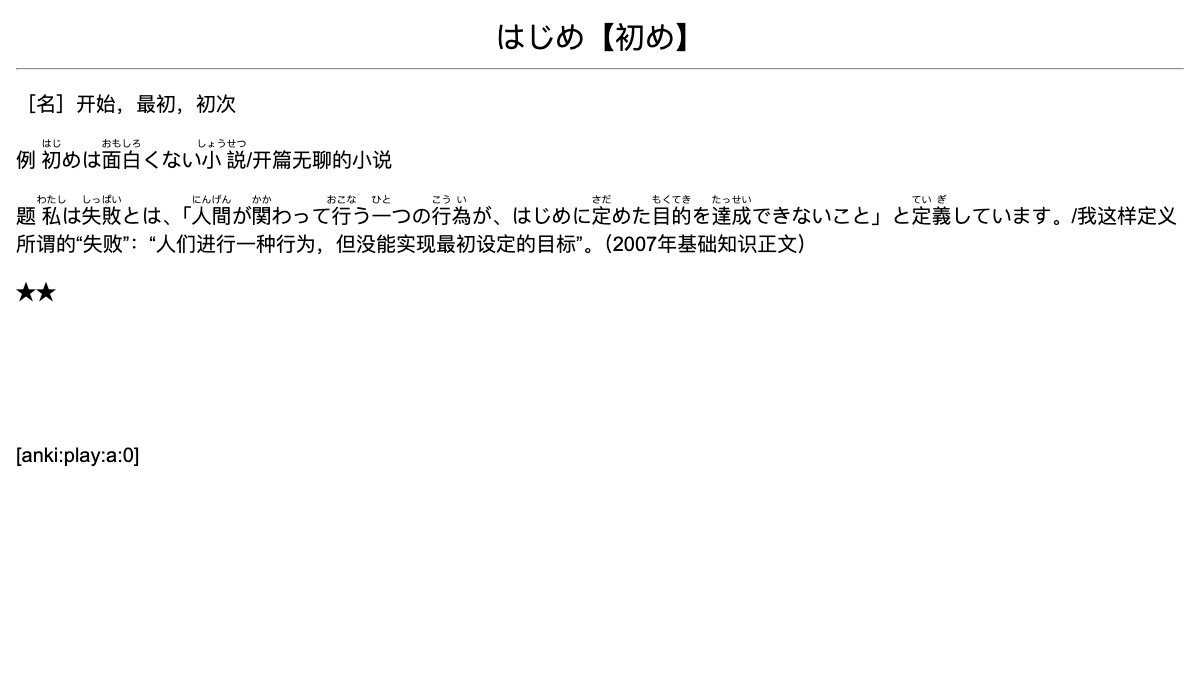 はじめ【初め】
［名］开始，最初，初次
はじ おもしろ しょうせつ
例 初めは面白くない小説/开篇无聊的小说
わたし しっぱい にんげん かか おこな ひと こうい さだ もくてき たっせい ていぎ
题 私は失敗とは、「人間が関わって行う一つの行為が、はじめに定めた目的を達成できないこと」と定義しています。/我这样定义
所谓的“失败”：“人们进行一种行为，但没能实现最初设定的目标”。（2007年基础知识正文）
★★
[anki:play:a:0]